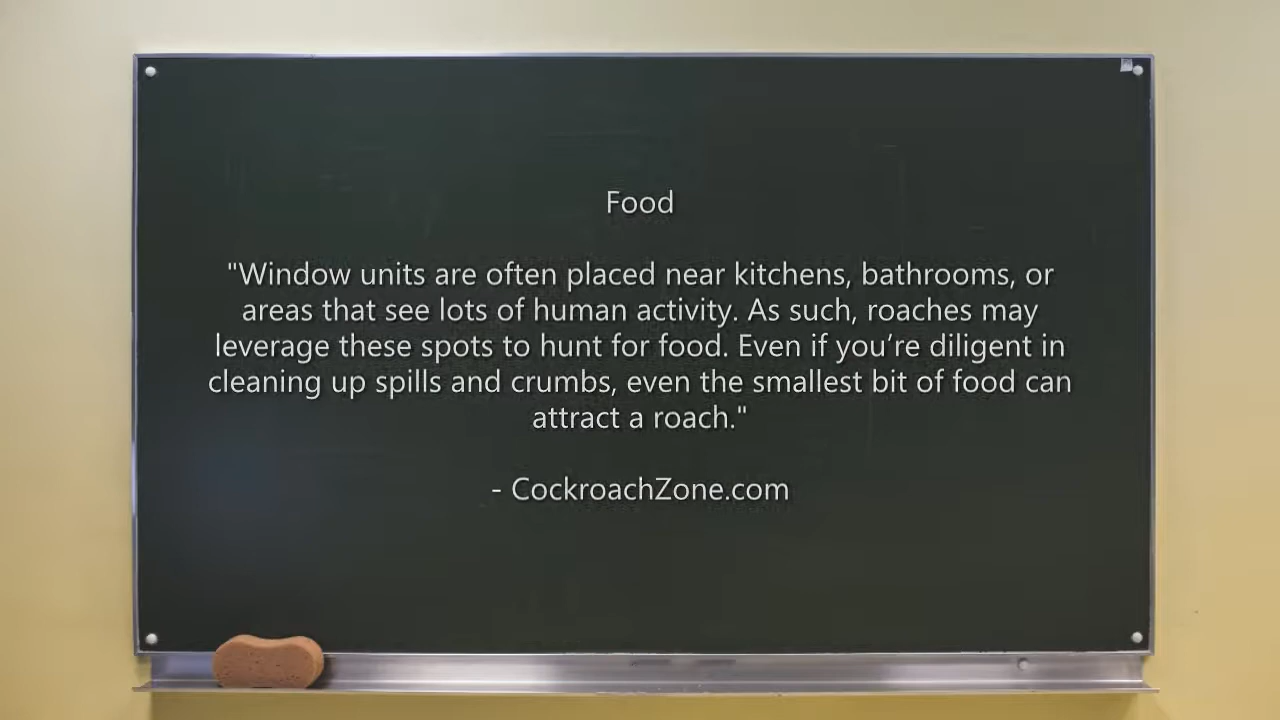 Food
"Window units are often placed near kitchens, bathrooms, or
areas that see lots of human activity. As such, roaches may
leverage these spots to hunt for food. Even if you’re diligent in
cleaning up spills and crumbs, even the smallest bit of food can
attract a roach."
- CockroachZone.com